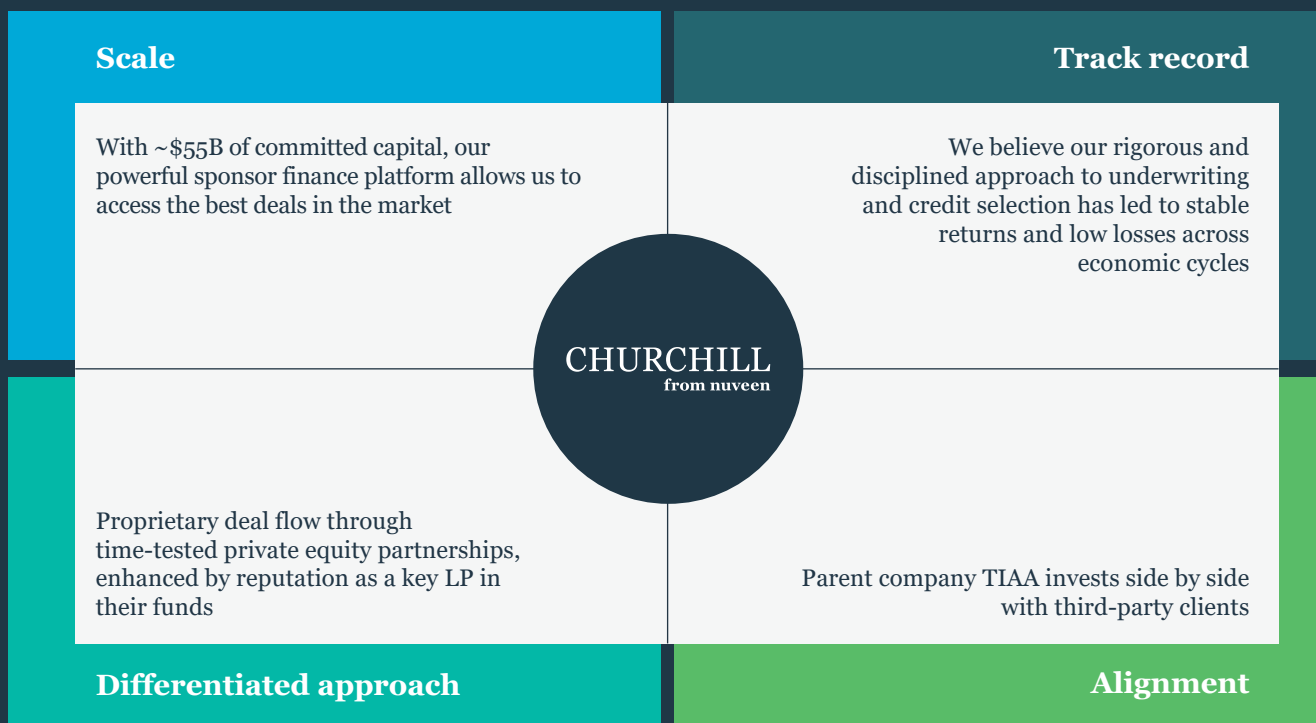 Scale
With ~$55B of committed capital, our
powerful sponsor finance platform allows us to
access the best deals in the market
Track record
We believe our rigorous and
disciplined approach to underwriting
and credit selection has led to stable
returns and low losses across
economic cycles
CHURCHILL
from nuveen
Proprietary deal flow through
time-tested private equity partnerships,
enhanced by reputation as a key LP in
their funds
Differentiated approach
Parent company TIAA invests side by side
with third-party clients
Alignment